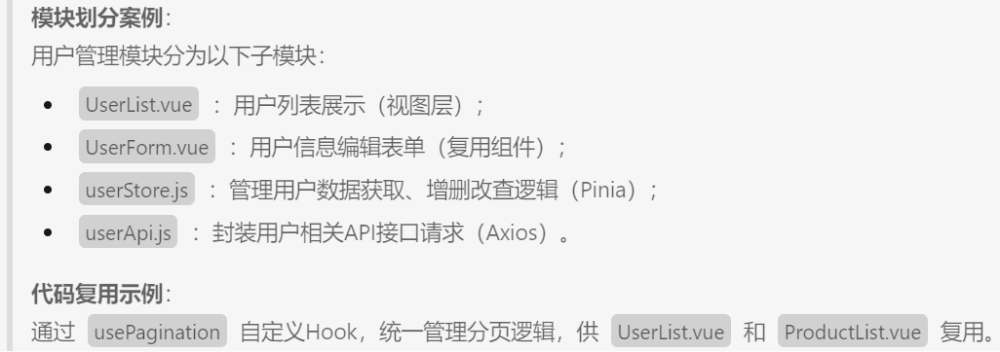 模块划分案例：
用户管理模块分为以下子模块：
• UserList.vue ：用户列表展示（视图层）；
• UserForm.vue ：用户信息编辑表单（复用组件）；
• userStore.js ：管理用户数据获取、增删改查逻辑（Pinia）；
• userApi.js ：封装用户相关API接口请求（Axios）。
代码复用示例：
通过 usePagination 自定义Hook，统一管理分页逻辑，供 UserList.vue 和 ProductList.vue 复用。